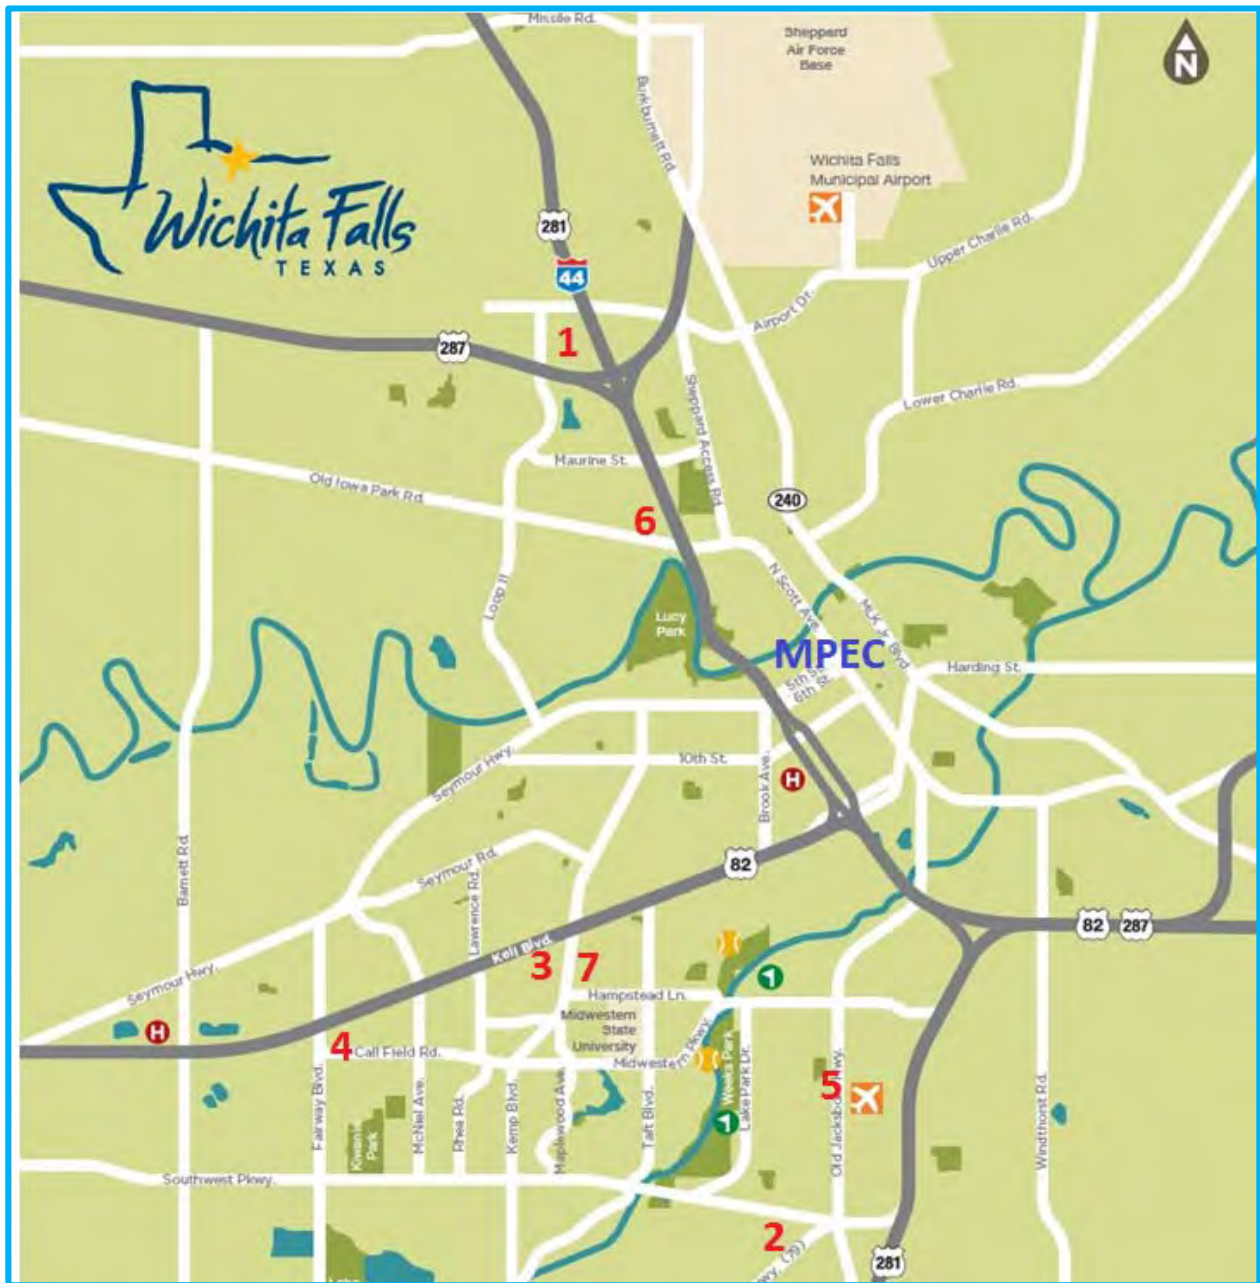 Missile Rd.
Sheppard
Air Force
Base
N
Burkburnett Rd.
Wichita Falls
TEXAS
Wichita Falls
Municipal Airport
281
44
Upper Charlie Rd.
Airport Dr.
1
287
Sheppard Access Rd.
Lower Charlie Rd.
Maurine St.
Old Iowa Park Rd.
240
6
N Scott Ave.
Loop 11
MLK Jr. Blvd.
Lucy
Park
MPEC
Harding St.
5th St.
6th St.
Seymour Hwy.
10th St.
Brook Ave.
H
Barnett Rd.
Seymour Rd.
82
Lawrence Rd.
Kell Blvd.
82
287
3
7
Seymour Hwy.
Hampstead Ln.
H
Midwestern
State
University
4
Call Field Rd.
Midwestern Pkwy.
Weeks Park
Lake Park Dr.
5
Old Jacksboro Hwy.
Windthorst Rd.
Fairway Blvd.
Kiwanis
Park
McNiel Ave.
Rhea Rd.
Kemp Blvd.
Maplewood Ave.
Taft Blvd.
Southwest Pkwy.
2
wy. (79)
281
Lake